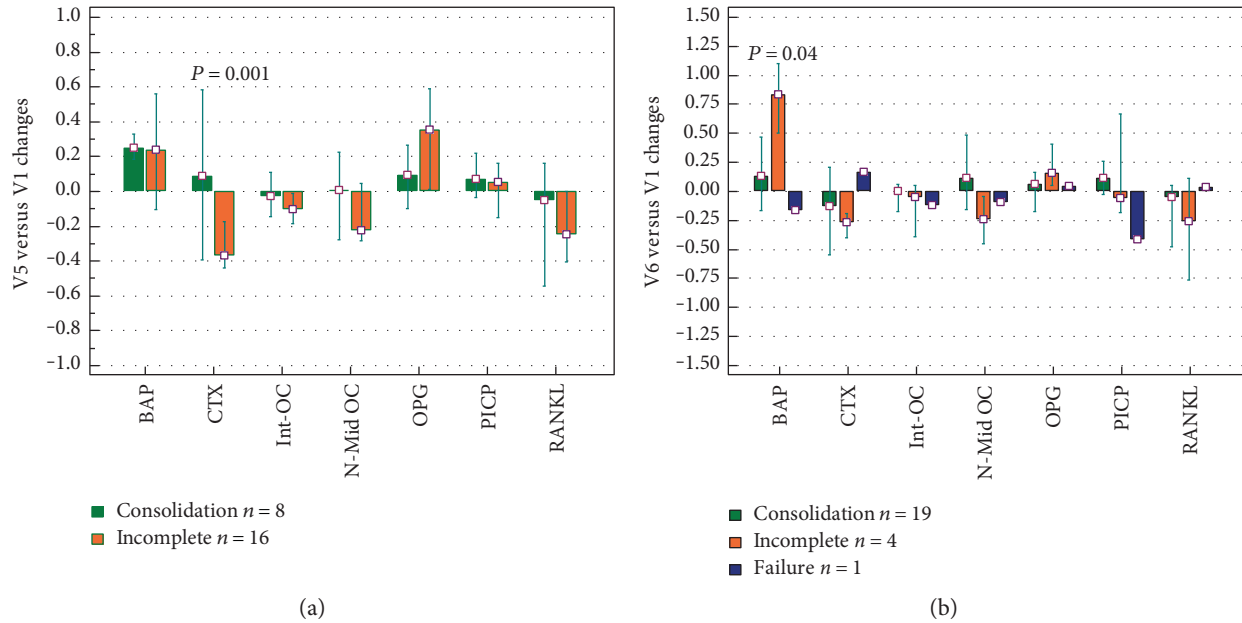 V5 versus V1 changes
1.0
0.8
0.6
0.4
0.2
0.0
−0.2
−0.4
−0.6
−0.8
−1.0
P = 0.001
BAP
CTX
Int-OC
N-Mid OC
OPG
PICP
RANKL
Consolidation n = 8
Incomplete n = 16
(a)
V6 versus V1 changes
1.50
1.25
1.00
0.75
0.50
0.25
0.00
−0.25
−0.50
−0.75
−1.00
−1.25
−1.50
P = 0.04
BAP
CTX
Int-OC
N-Mid OC
OPG
PICP
RANKL
Consolidation n = 19
Incomplete n = 4
Failure n = 1
(b)